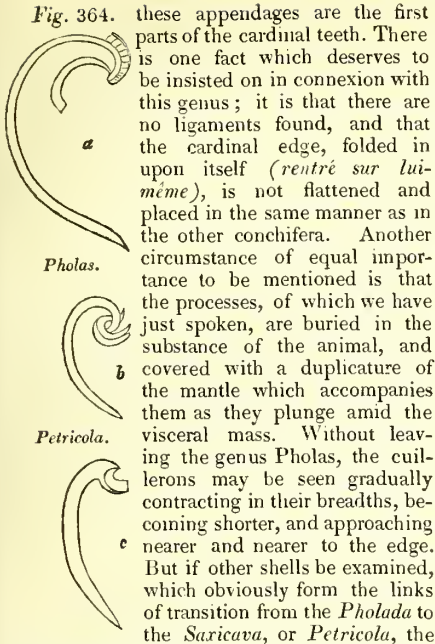 Fig. 364.
a
Pholas.
b
Petricola.
c
these appendages are the first
parts of the cardinal teeth. There
is one fact which deserves to
be insisted on in connexion with
this genus; it is that there are
no ligaments found, and that
the cardinal edge, folded in
upon itself (rentré sur lui-
même), is not flattened and
placed in the same manner as in
the other conchifera. Another
circumstance of equal impor-
tance to be mentioned is that
the processes, of which we have
just spoken, are buried in the
substance of the animal, and
covered with a duplicature of
the mantle which accompanies
them as they plunge amid the
visceral mass. Without leav-
ing the genus Pholas, the cuil-
lerons may be seen gradually
contracting in their breadths, be-
coming shorter, and approaching
nearer and nearer to the edge.
But if other shells be examined,
which obviously form the links
of transition from the Pholada to
the Saxicava, or Petricola, the